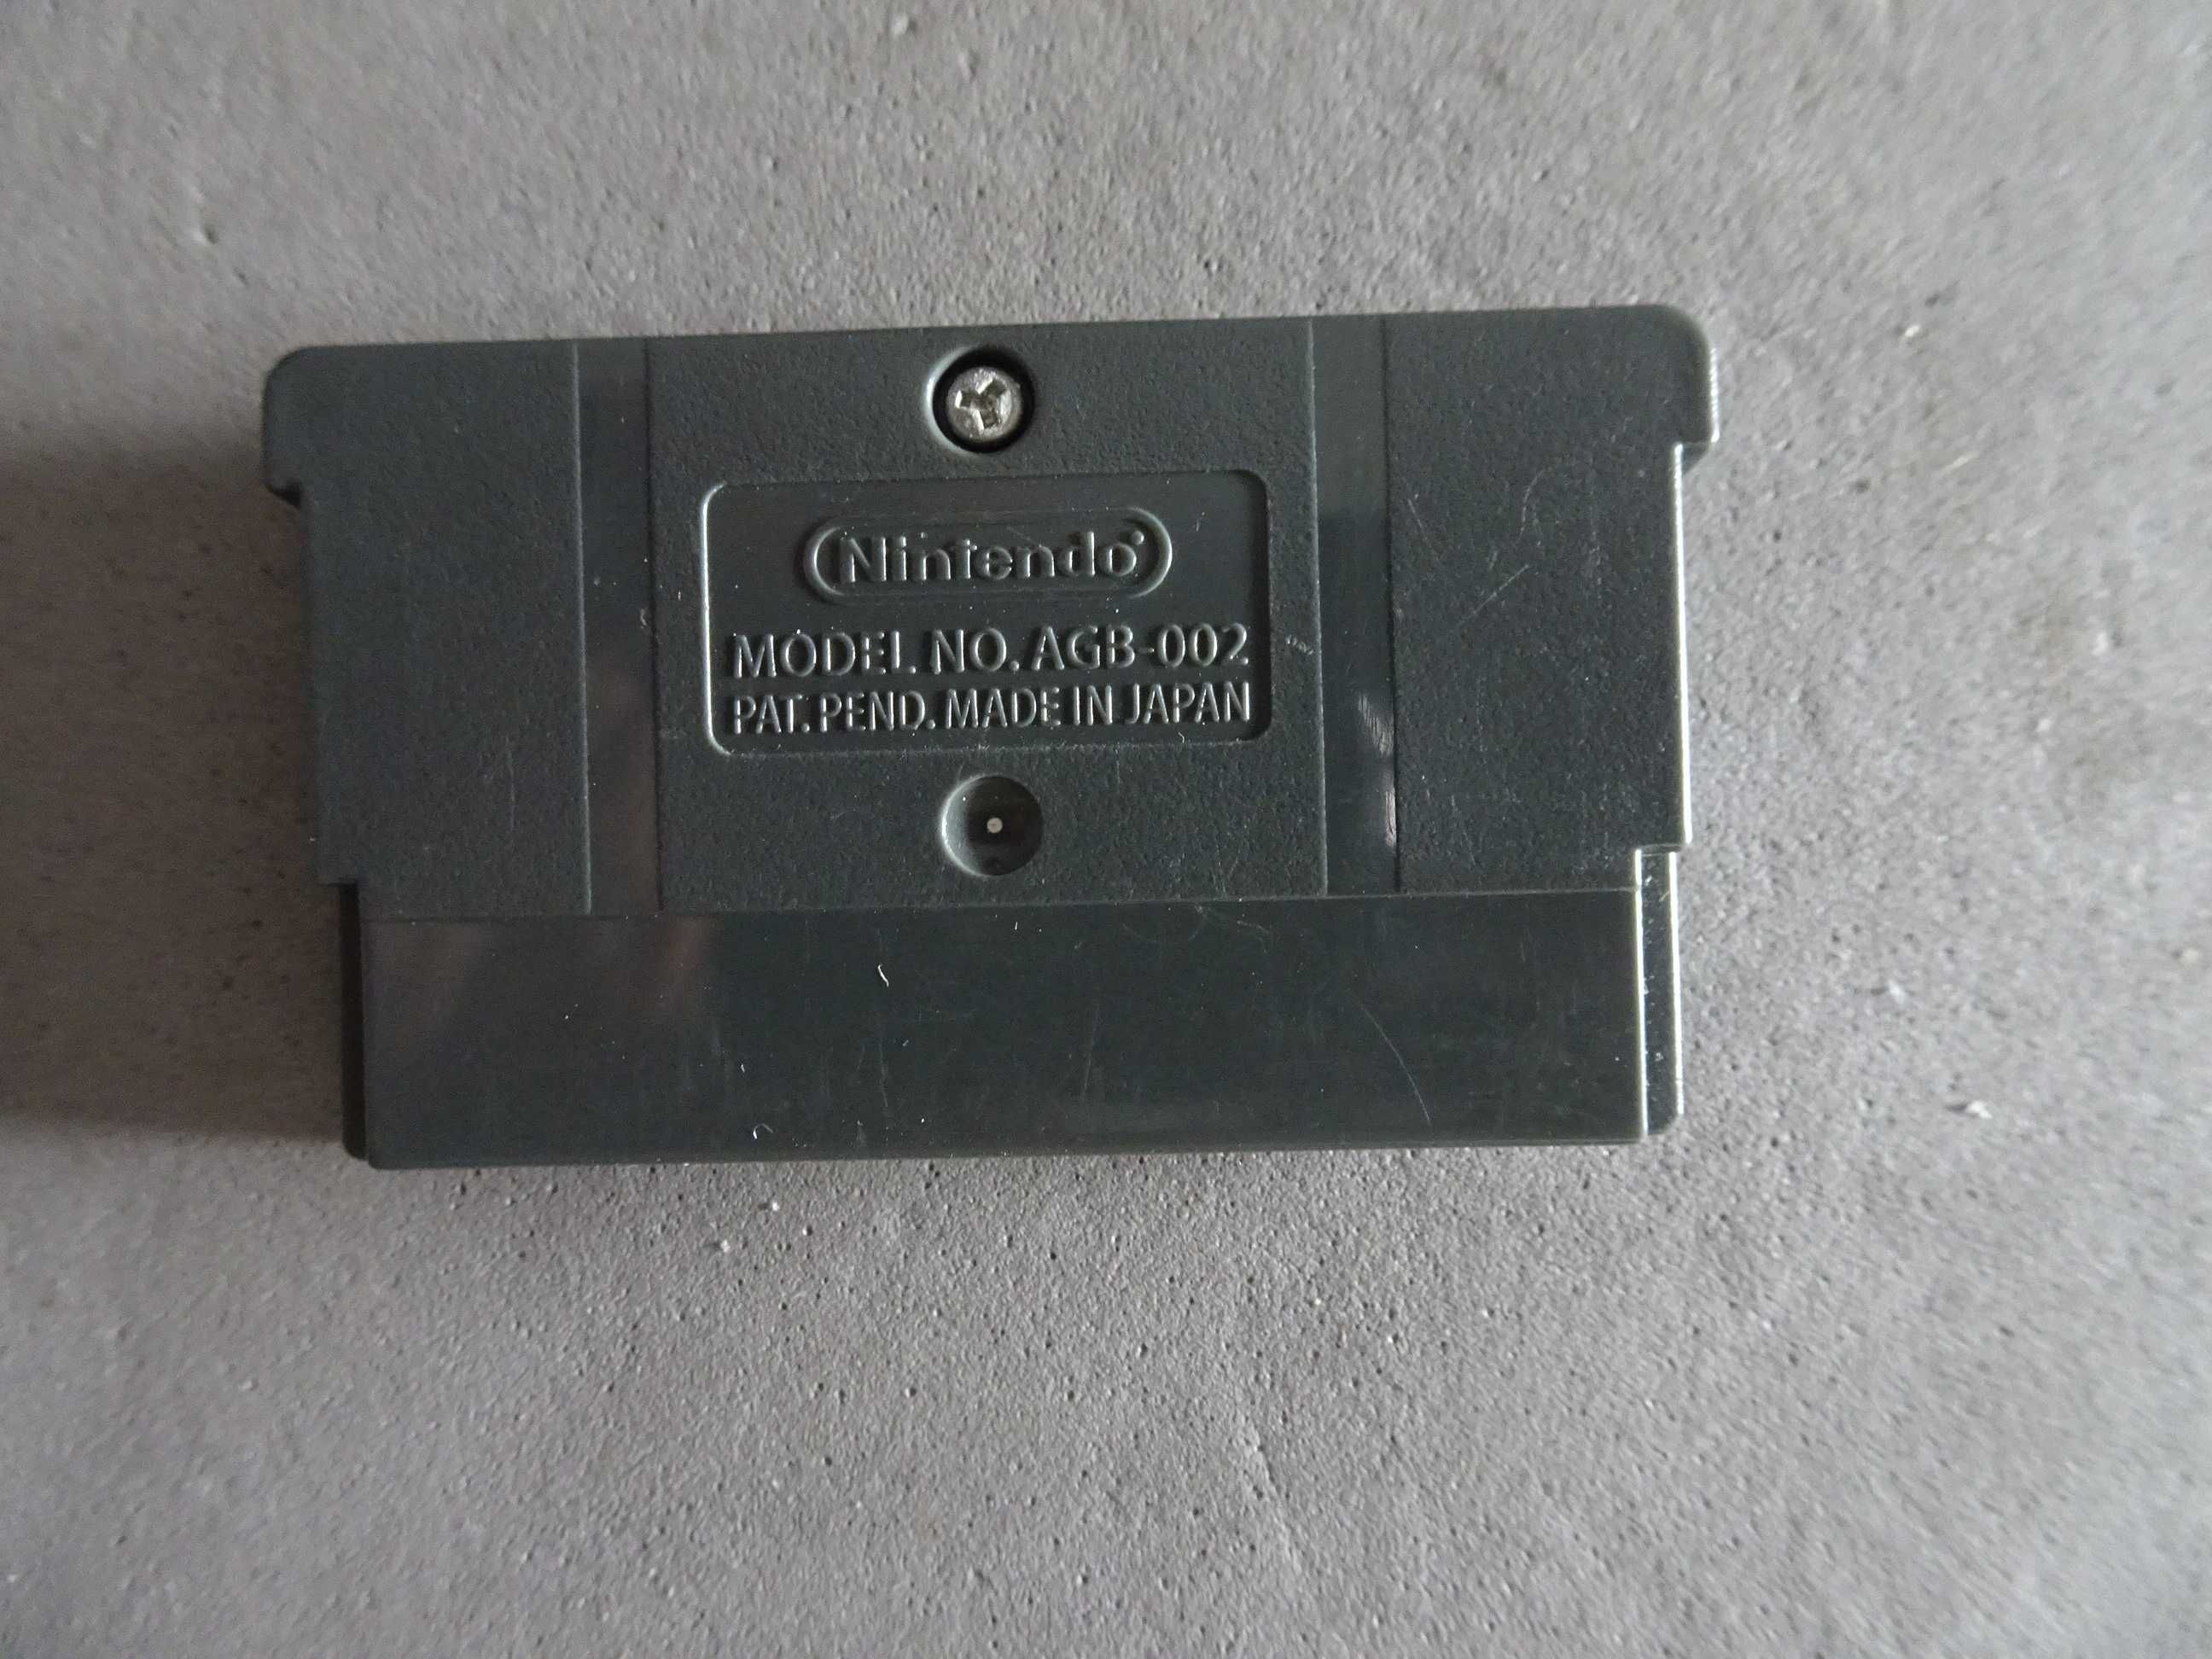 Nintendo
MODEL NO. AGB-002
PAT. PEND. MADE IN JAPAN